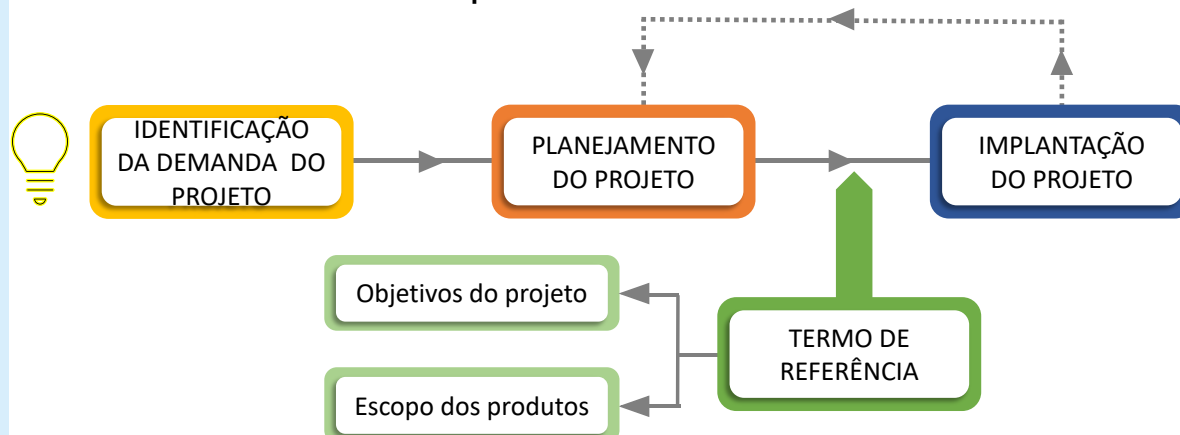 IDENTIFICAÇÃO
DA DEMANDA DO
PROJETO
PLANEJAMENTO
DO PROJETO
IMPLANTAÇÃO
DO PROJETO
Objetivos do projeto
TERMO DE
REFERÊNCIA
Escopo dos produtos